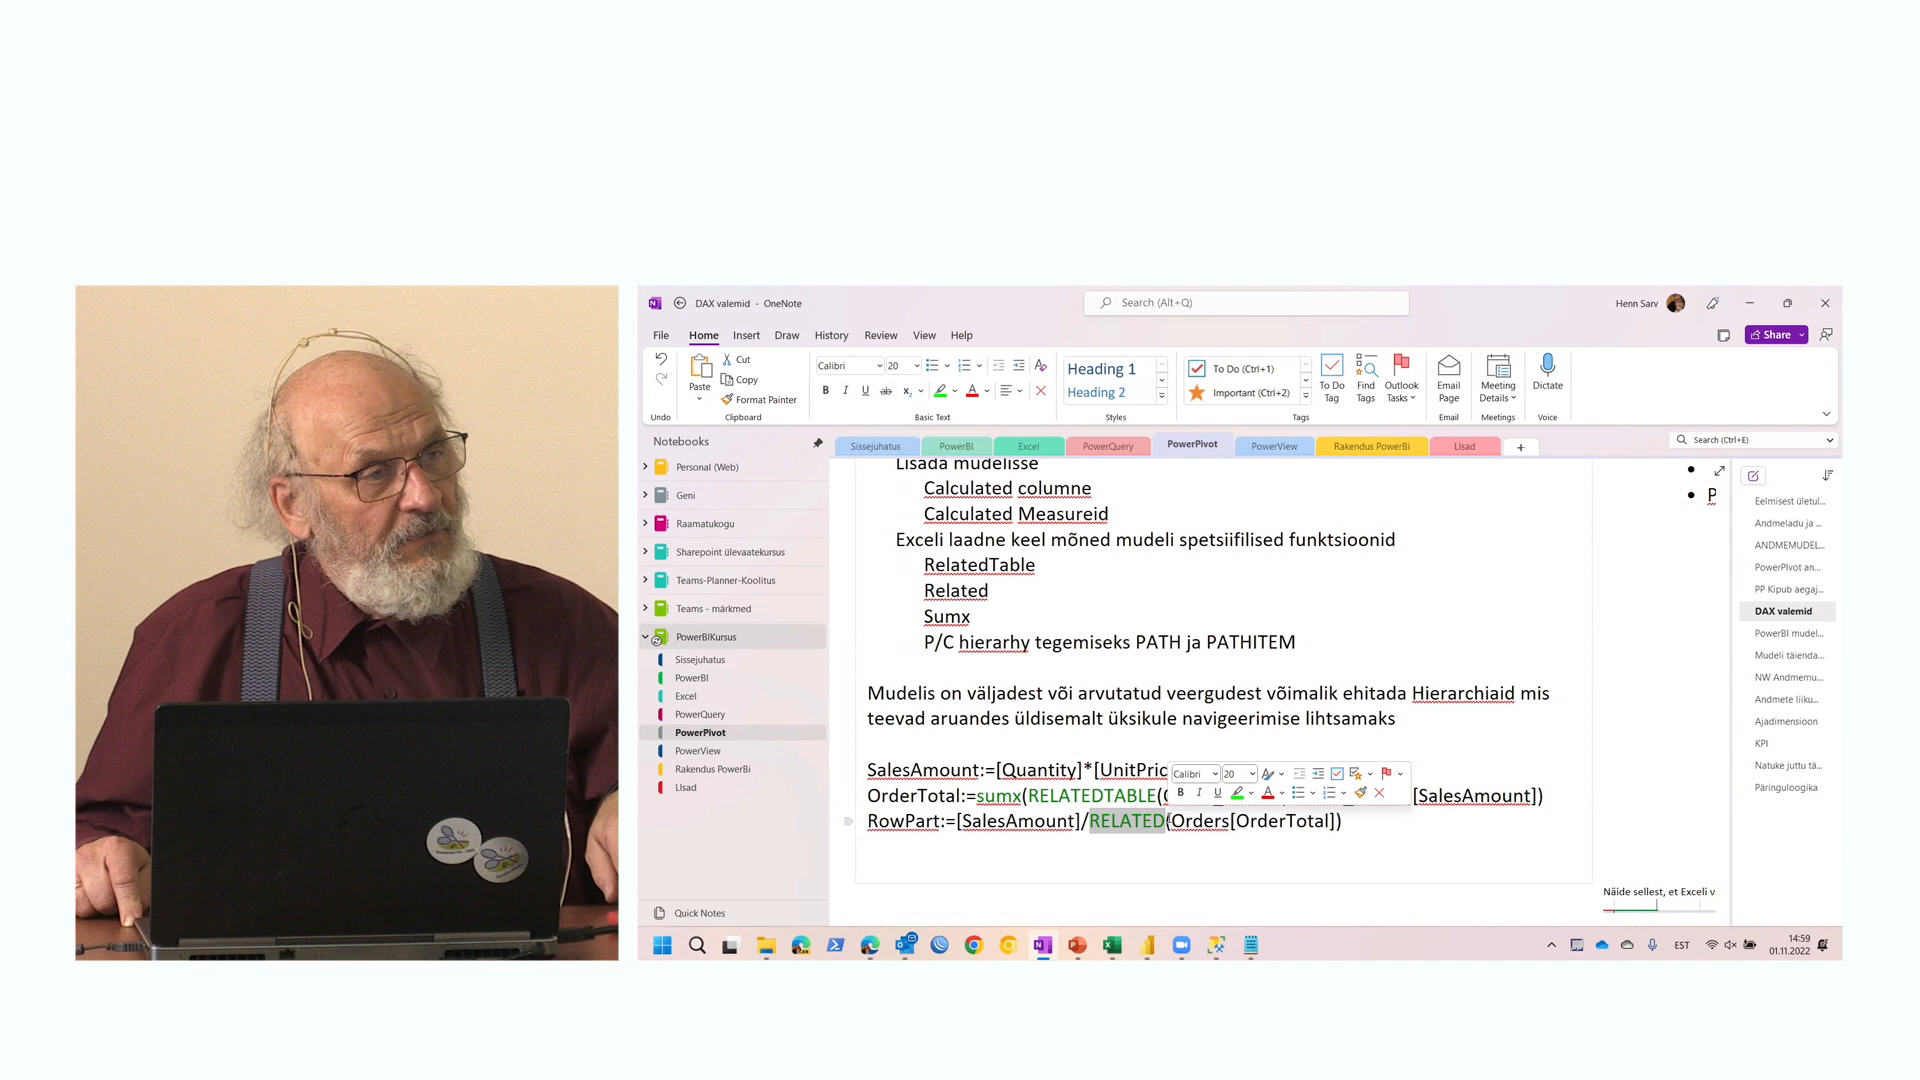 DAX valemid - OneNote
Search (Alt+Q)
Henn Sarv
File Home Insert Draw History Review View Help
Share
Undo
Paste
Cut
Copy
Format Painter
Clipboard
Calibri 20
B I U ab x
Basic Text
Heading 1
Heading 2
Styles
To Do (Ctrl+1)
Important (Ctrl+2)
Tags
To Do Tag
Find Tags
Outlook Tasks
Email Page
Email
Meeting Details
Meetings
Dictate
Voice
Notebooks
Personal (Web)
Geni
Raamatukogu
Sharepoint ülevaatekursus
Teams-Planner-Koolitus
Teams - märkmed
PowerBIKursus
Sissejuhatus
PowerBI
Excel
PowerQuery
PowerPivot
PowerView
Rakendus PowerBi
LIsad
Quick Notes
Sissejuhatus PowerBI Excel PowerQuery PowerPivot PowerView Rakendus PowerBi LIsad +
Search (Ctrl+E)
Lisada mudelisse
Calculated columne
Calculated Measureid
Exceli laadne keel mõned mudeli spetsiifilised funktsioonid
RelatedTable
Related
Sumx
P/C hierarhy tegemiseks PATH ja PATHITEM
Mudelis on väljadest või arvutatud veergudest võimalik ehitada Hierarchiaid mis
teevad aruandes üldisemalt üksikule navigeerimise lihtsamaks
SalesAmount:=[Quantity]*[UnitPric
OrderTotal:=sumx(RELATEDTABLE( [SalesAmount])
RowPart:=[SalesAmount]/RELATED(Orders[OrderTotal])
Calibri 20
B I U
P
Näide sellest, et Exceli v
Eelmisest ületul...
Andmeladu ja ...
ANDMEMUDEL...
PowerPIvot an...
PP Kipub aegaj...
DAX valemid
PowerBI mudel...
Mudeli täienda...
NW Andmemu...
Andmete liiku...
Ajadimensioon
KPI
Natuke juttu tä...
Päringuloogika
EST
14:59
01.11.2022